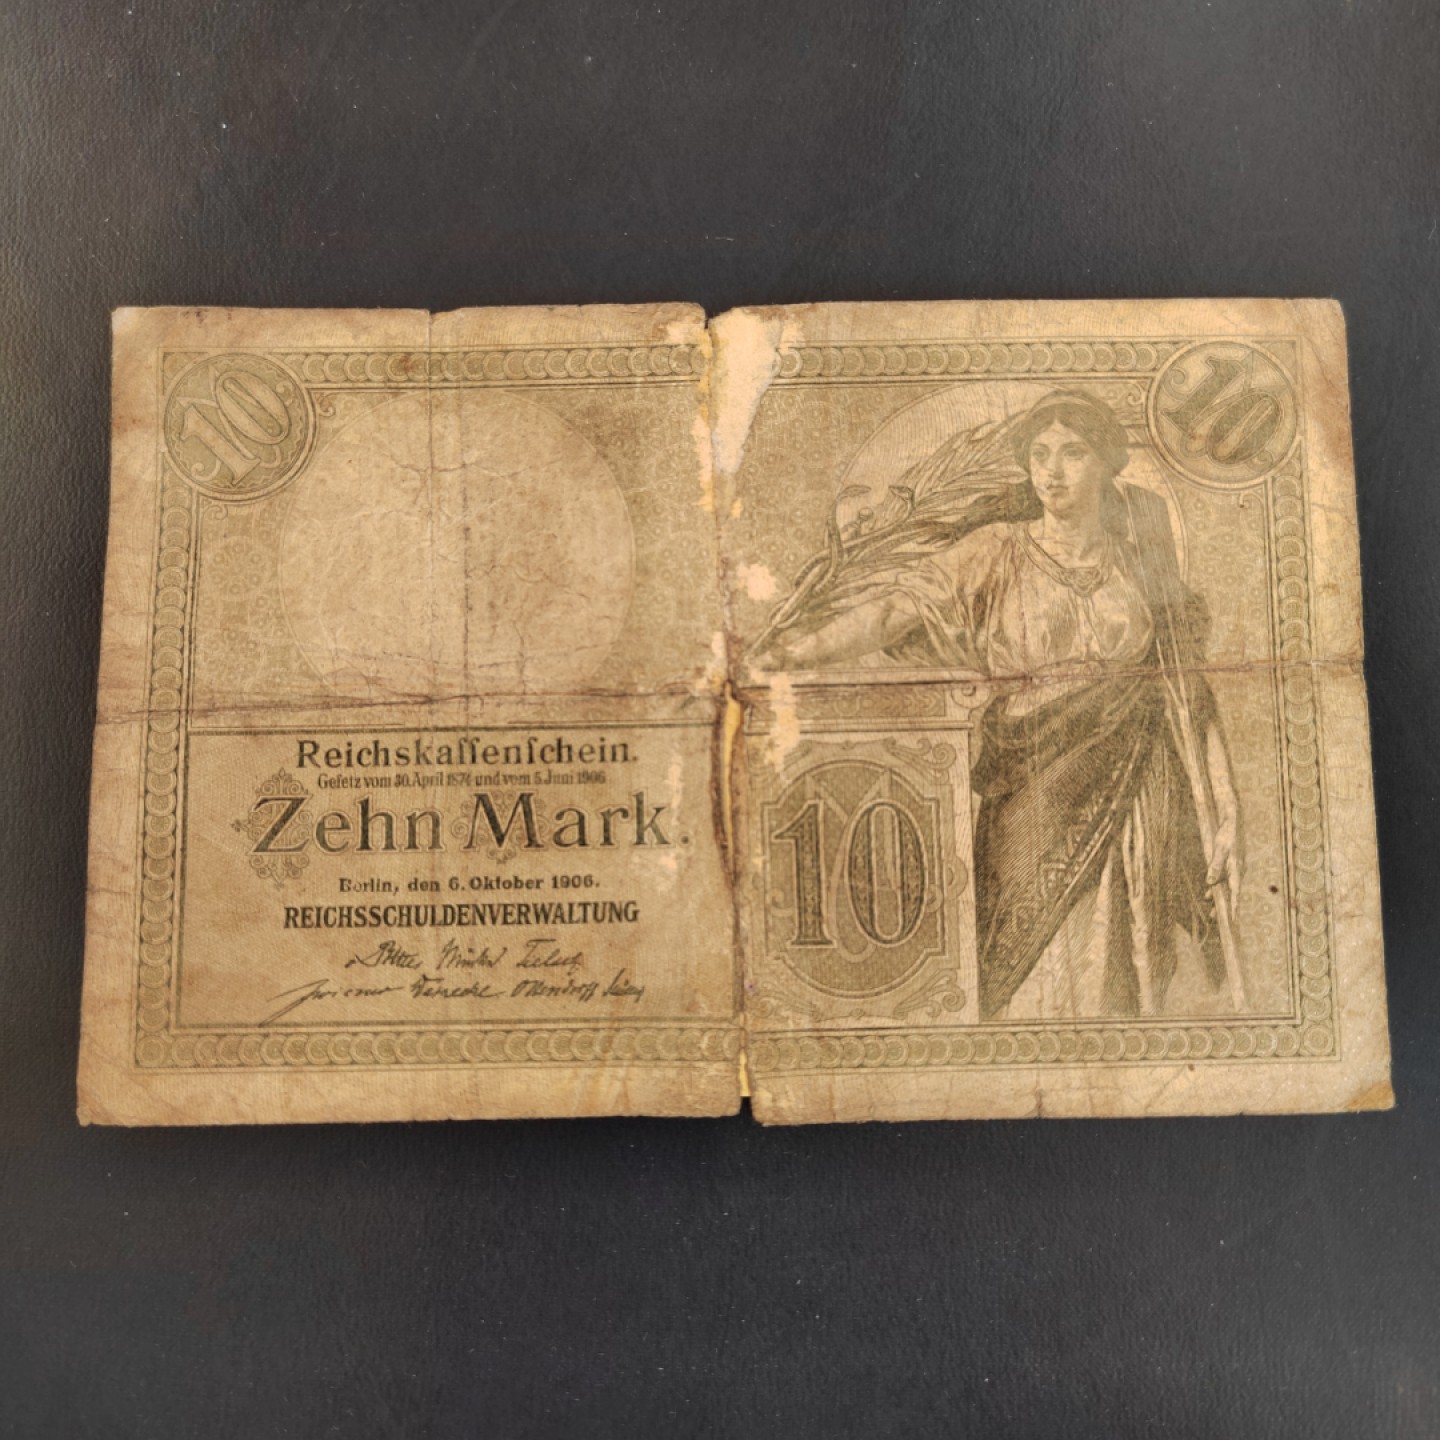 10
10
Reichskaſſenſchein.
Geſetz vom 30. April 1874 und vom 5. Juni 1906
Zehn Mark.
Berlin, den 6. Oktober 1906.
REICHSSCHULDENVERWALTUNG
10